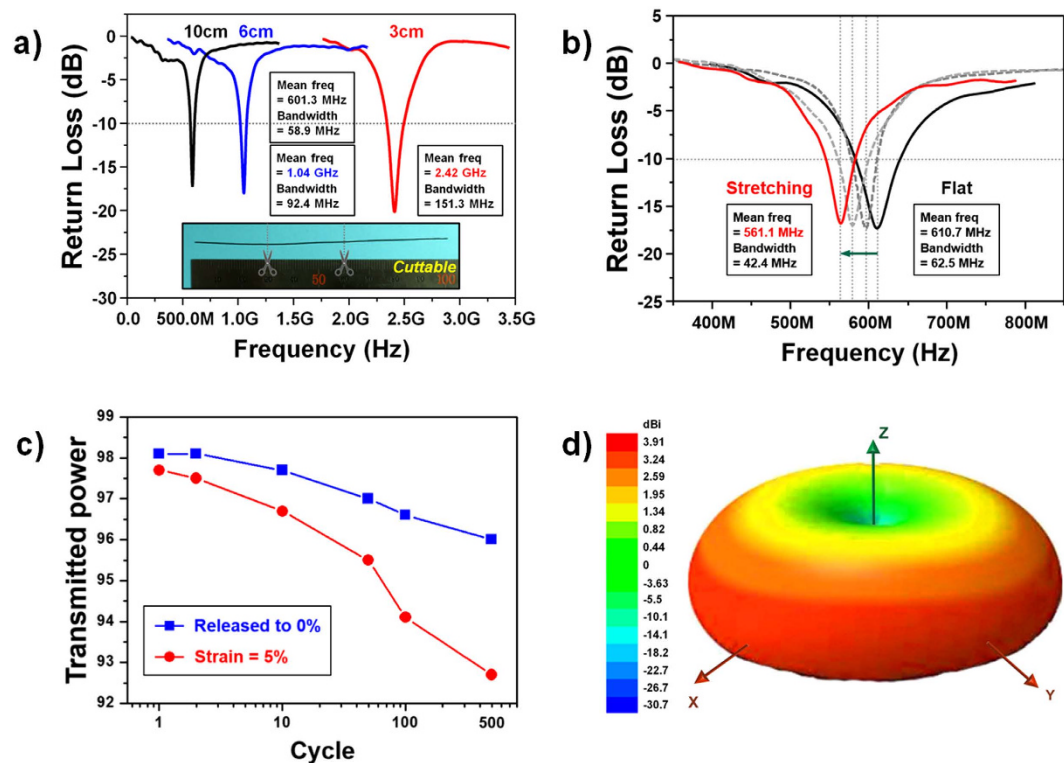 a)
10cm 6cm 3cm
0
-5
-10
-15
-20
-25
-30
Return Loss (dB)
Mean freq
= 601.3 MHz
Bandwidth
= 58.9 MHz
Mean freq
= 1.04 GHz
Bandwidth
= 92.4 MHz
Mean freq
= 2.42 GHz
Bandwidth
= 151.3 MHz
Cuttable
50 100
0.0 500.0M 1.0G 1.5G 2.0G 2.5G 3.0G 3.5G
Frequency (Hz)
b)
5
0
-5
-10
-15
-20
-25
Return Loss (dB)
Stretching
Mean freq
= 561.1 MHz
Bandwidth
= 42.4 MHz
Flat
Mean freq
= 610.7 MHz
Bandwidth
= 62.5 MHz
400M 500M 600M 700M 800M
Frequency (Hz)
c)
99
98
97
96
95
94
93
92
Transmitted power
Released to 0%
Strain = 5%
1 10 100 500
Cycle
d)
dBi
3.91
3.24
2.59
1.95
1.34
0.82
0.44
0
-3.63
-5.5
-10.1
-14.1
-18.2
-22.7
-26.7
-30.7
Z
X
Y